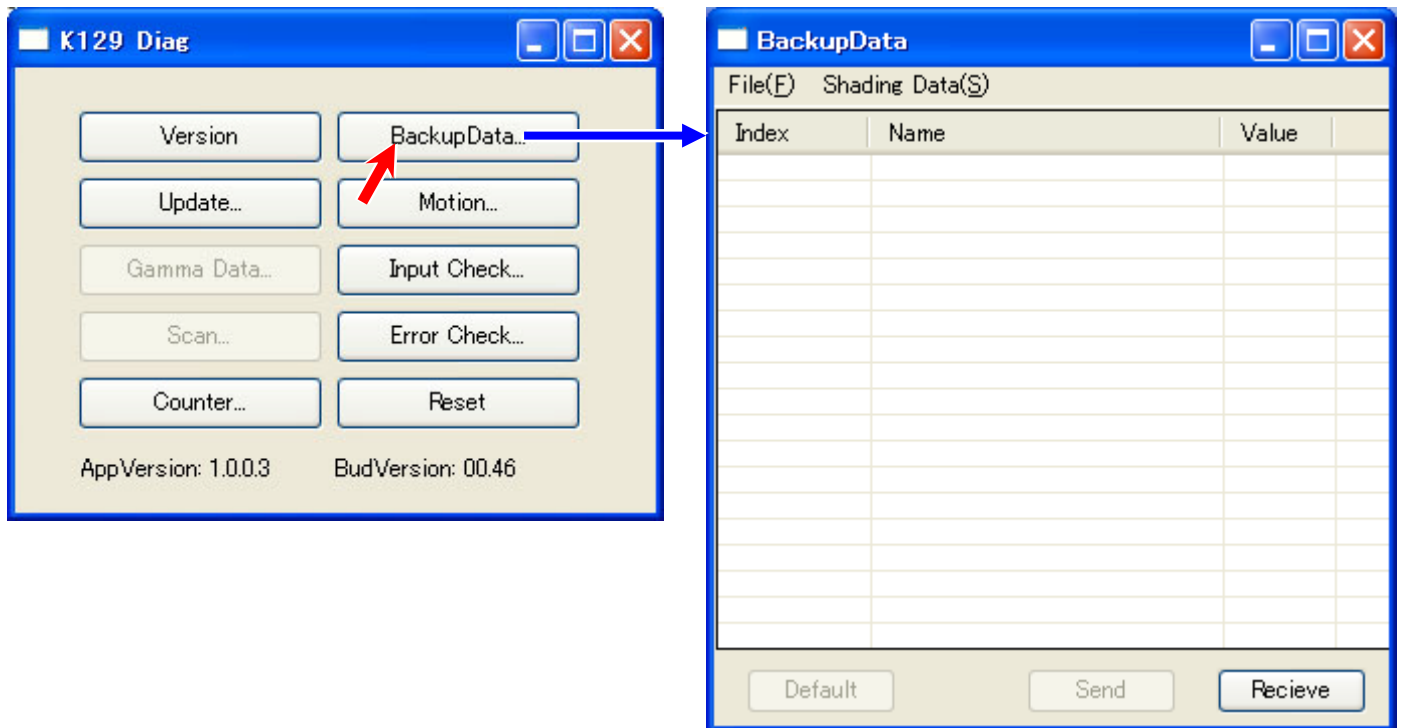 K129 Diag
Version
BackupData...
Update...
Motion...
Gamma Data...
Input Check...
Scan...
Error Check...
Counter...
Reset
AppVersion: 1.0.0.3
BudVersion: 00.46
BackupData
File(F) Shading Data(S)
Index Name Value
Default Send Recieve